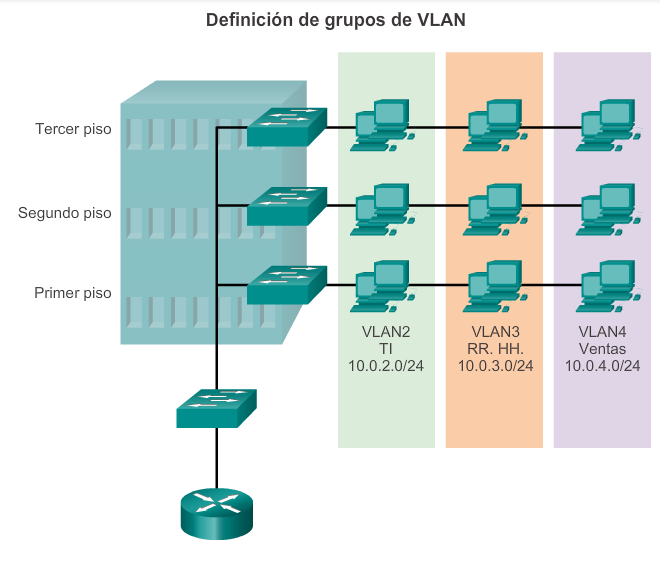 Definición de grupos de VLAN
Tercer piso
Segundo piso
Primer piso
VLAN2
TI
10.0.2.0/24
VLAN3
RR. HH.
10.0.3.0/24
VLAN4
Ventas
10.0.4.0/24